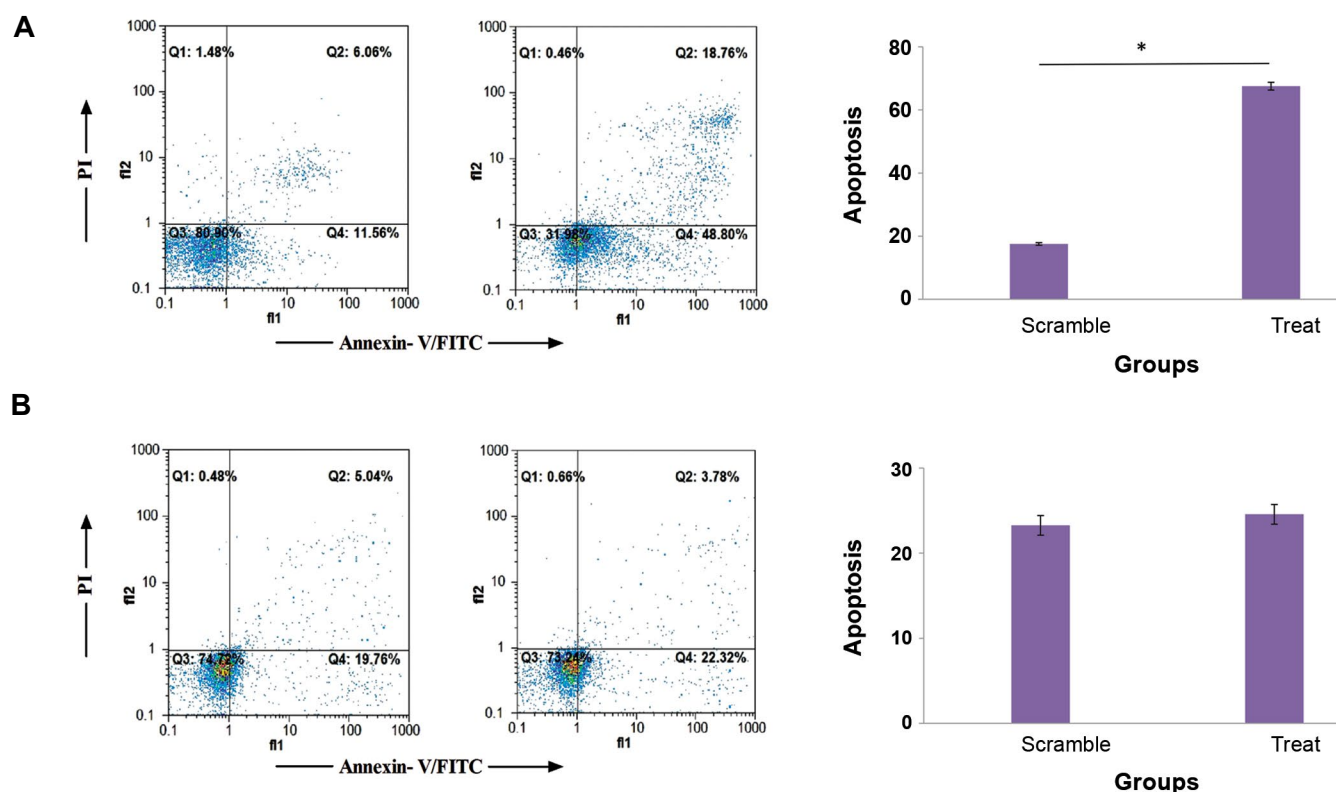 A
1000
100
10
1
0.1
fl2
PI
Q1: 1.48%
Q2: 6.06%
Q3: 80.90%
Q4: 11.56%
0.1 1 10 100 1000
fl1
1000
100
10
1
0.1
fl2
Q1: 0.46%
Q2: 18.76%
Q3: 31.98%
Q4: 48.80%
0.1 1 10 100 1000
fl1
Annexin- V/FITC
80
60
40
20
0
Apoptosis
*
Scramble Treat
Groups
B
1000
100
10
1
0.1
fl2
PI
Q1: 0.48%
Q2: 5.04%
Q3: 74.72%
Q4: 19.76%
0.1 1 10 100 1000
fl1
1000
100
10
1
0.1
fl2
Q1: 0.66%
Q2: 3.78%
Q3: 73.24%
Q4: 22.32%
0.1 1 10 100 1000
fl1
Annexin- V/FITC
30
20
10
0
Apoptosis
Scramble Treat
Groups